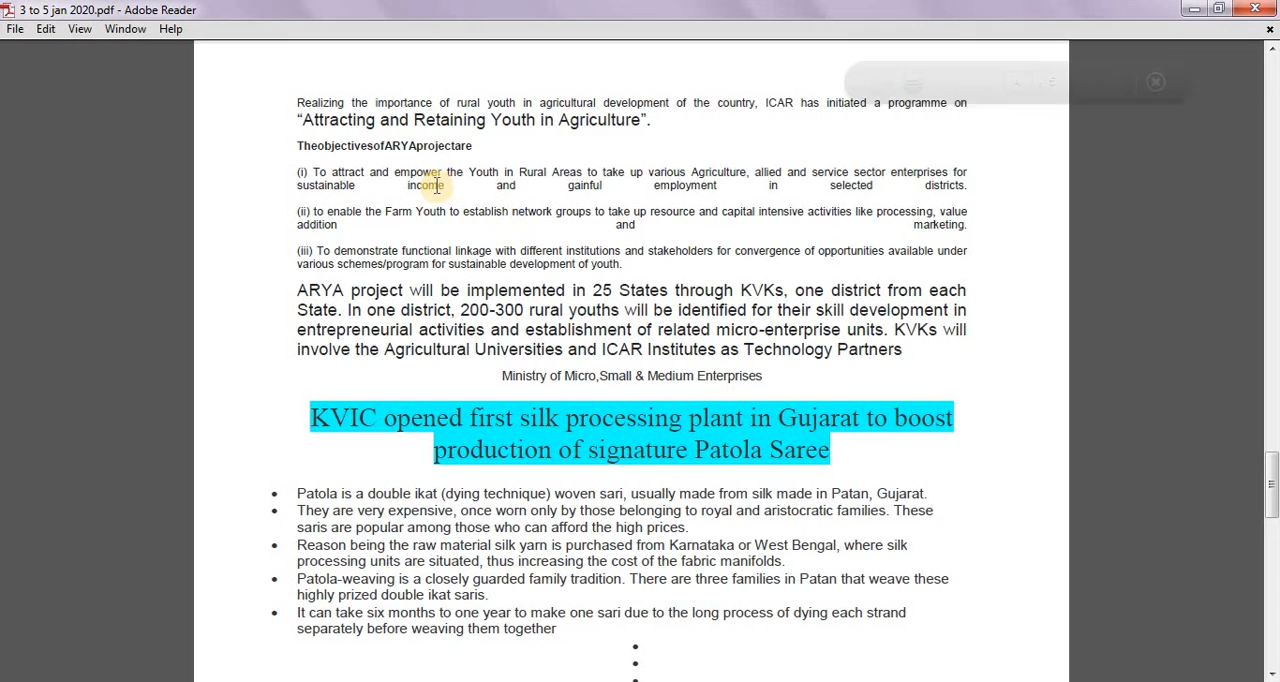 3 to 5 jan 2020.pdf - Adobe Reader
File Edit View Window Help
Realizing the importance of rural youth in agricultural development of the country, ICAR has initiated a programme on
“Attracting and Retaining Youth in Agriculture”.
TheobjectivesofARYAprojectare
(i) To attract and empower the Youth in Rural Areas to take up various Agriculture, allied and service sector enterprises for
sustainable income and gainful employment in selected districts.
(ii) to enable the Farm Youth to establish network groups to take up resource and capital intensive activities like processing, value
addition and marketing.
(iii) To demonstrate functional linkage with different institutions and stakeholders for convergence of opportunities available under
various schemes/program for sustainable development of youth.
ARYA project will be implemented in 25 States through KVKs, one district from each
State. In one district, 200-300 rural youths will be identified for their skill development in
entrepreneurial activities and establishment of related micro-enterprise units. KVKs will
involve the Agricultural Universities and ICAR Institutes as Technology Partners
Ministry of Micro,Small & Medium Enterprises
KVIC opened first silk processing plant in Gujarat to boost
production of signature Patola Saree
• Patola is a double ikat (dying technique) woven sari, usually made from silk made in Patan, Gujarat.
• They are very expensive, once worn only by those belonging to royal and aristocratic families. These
saris are popular among those who can afford the high prices.
• Reason being the raw material silk yarn is purchased from Karnataka or West Bengal, where silk
processing units are situated, thus increasing the cost of the fabric manifolds.
• Patola-weaving is a closely guarded family tradition. There are three families in Patan that weave these
highly prized double ikat saris.
• It can take six months to one year to make one sari due to the long process of dying each strand
separately before weaving them together